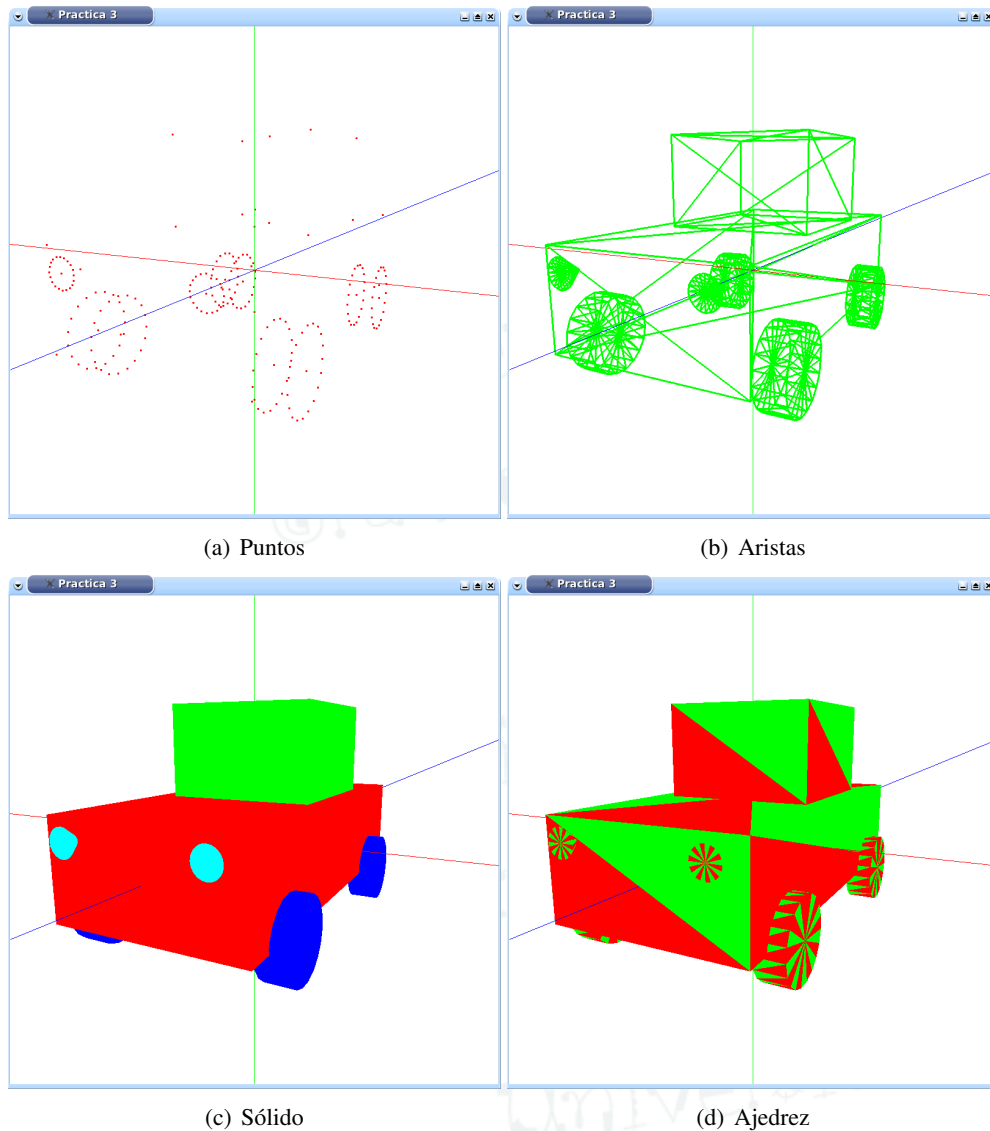 Practica 3
Practica 3
(a) Puntos
(b) Aristas
Practica 3
Practica 3
(c) Sólido
(d) Ajedrez